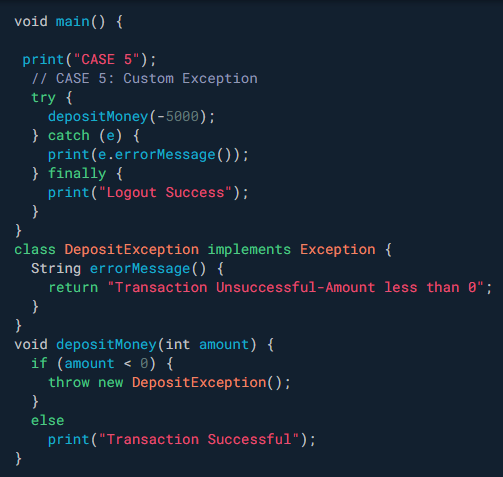 void main() {
print("CASE 5");
// CASE 5: Custom Exception
try {
depositMoney(-5000);
} catch (e) {
print(e.errorMessage());
} finally {
print("Logout Success");
}
}
class DepositException implements Exception {
String errorMessage() {
return "Transaction Unsuccessful-Amount less than 0";
}
}
void depositMoney(int amount) {
if (amount < 0) {
throw new DepositException();
}
else
print("Transaction Successful");
}